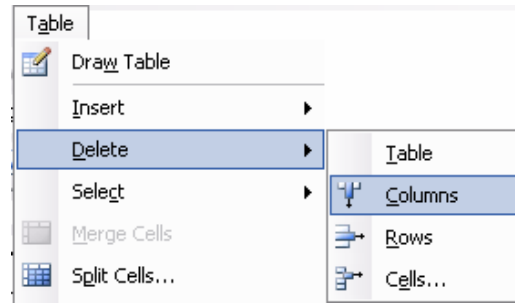 Table
Draw Table
Insert
Delete
Select
Merge Cells
Split Cells...
Table
Columns
Rows
Cells...